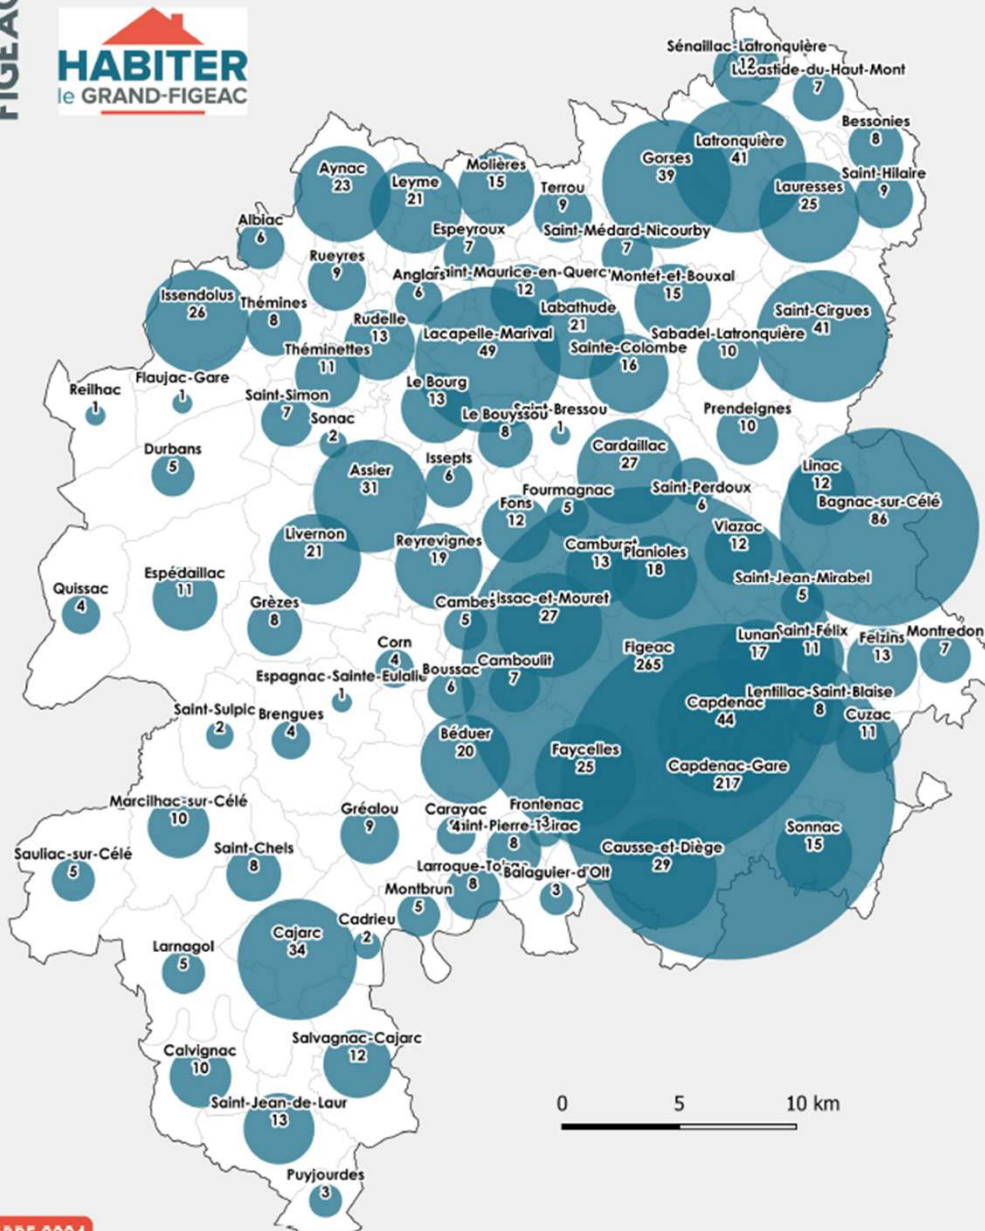 FIGEAC
HABITER
le GRAND-FIGEAC
Sénaillac-Latronquière
12
Labastide-du-Haut-Mont
7
Bessonies
8
Latronquière
41
Gorses
39
Saint-Hilaire
9
Lauresses
25
Aynac
23
Leyme
21
Molières
15
Terrou
9
Albiac
6
Espeyroux
7
Saint-Médard-Nicourby
7
Rueyres
9
Anglars
6
Saint-Maurice-en-Querc
12
Montet-et-Bouxal
15
Issendolus
26
Thémines
8
Rudelle
13
Lacapelle-Marival
49
Labathude
21
Saint-Cirgues
41
Sabadel-Latronquière
10
Sainte-Colombe
16
Théminettes
11
Reilhac
1
Flaujac-Gare
1
Saint-Simon
7
Le Bourg
13
Sonac
2
Le Bouyssou
8
Saint-Bressou
1
Prendeignes
10
Durbans
5
Assier
31
Issepts
6
Cardaillac
27
Linac
12
Bagnac-sur-Célé
86
Saint-Perdoux
6
Fourmagnac
5
Fons
12
Livernon
21
Reyrevignes
19
Camburat
13
Planioles
18
Viazac
12
Saint-Jean-Mirabel
5
Quissac
4
Espédaillac
11
Grèzes
8
Cambes
5
Lissac-et-Mouret
27
Figeac
265
Lunan
17
Saint-Félix
11
Felzins
13
Montredon
7
Corn
4
Espagnac-Sainte-Eulalie
1
Boussac
6
Camboulit
7
Capdenac
44
Lentillac-Saint-Blaise
8
Cuzac
11
Saint-Sulpic
2
Brengues
4
Béduer
20
Faycelles
25
Capdenac-Gare
217
Marcilhac-sur-Célé
10
Gréalou
9
Carayac
4
Frontenac
3
Saint-Pierre-Toirac
8
Causse-et-Diège
29
Sonnac
15
Sauliac-sur-Célé
5
Saint-Chels
8
Larroque-Toirac
8
Balaguier-d'Olt
3
Montbrun
5
Cajarc
34
Cadrieu
2
Larnagol
5
Salvagnac-Cajarc
12
Calvignac
10
Saint-Jean-de-Laur
13
Puyjourdes
3
0 5 10 km